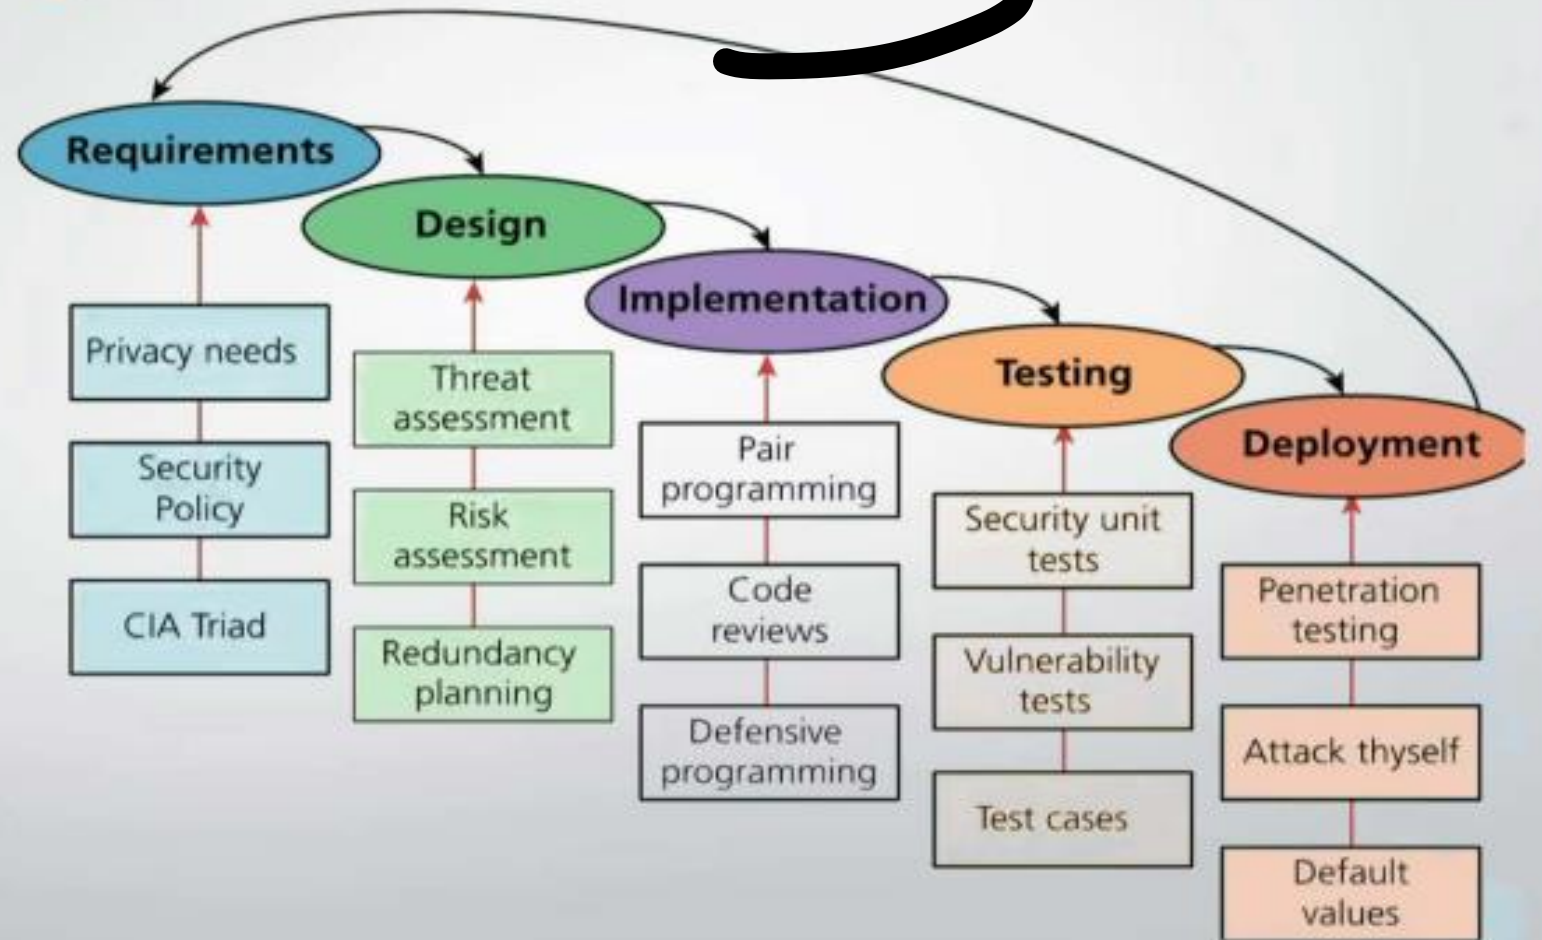 Requirements
Design
Implementation
Testing
Deployment
Privacy needs
Security
Policy
CIA Triad
Threat
assessment
Risk
assessment
Redundancy
planning
Pair
programming
Code
reviews
Defensive
programming
Security unit
tests
Vulnerability
tests
Test cases
Penetration
testing
Attack thyself
Default
values